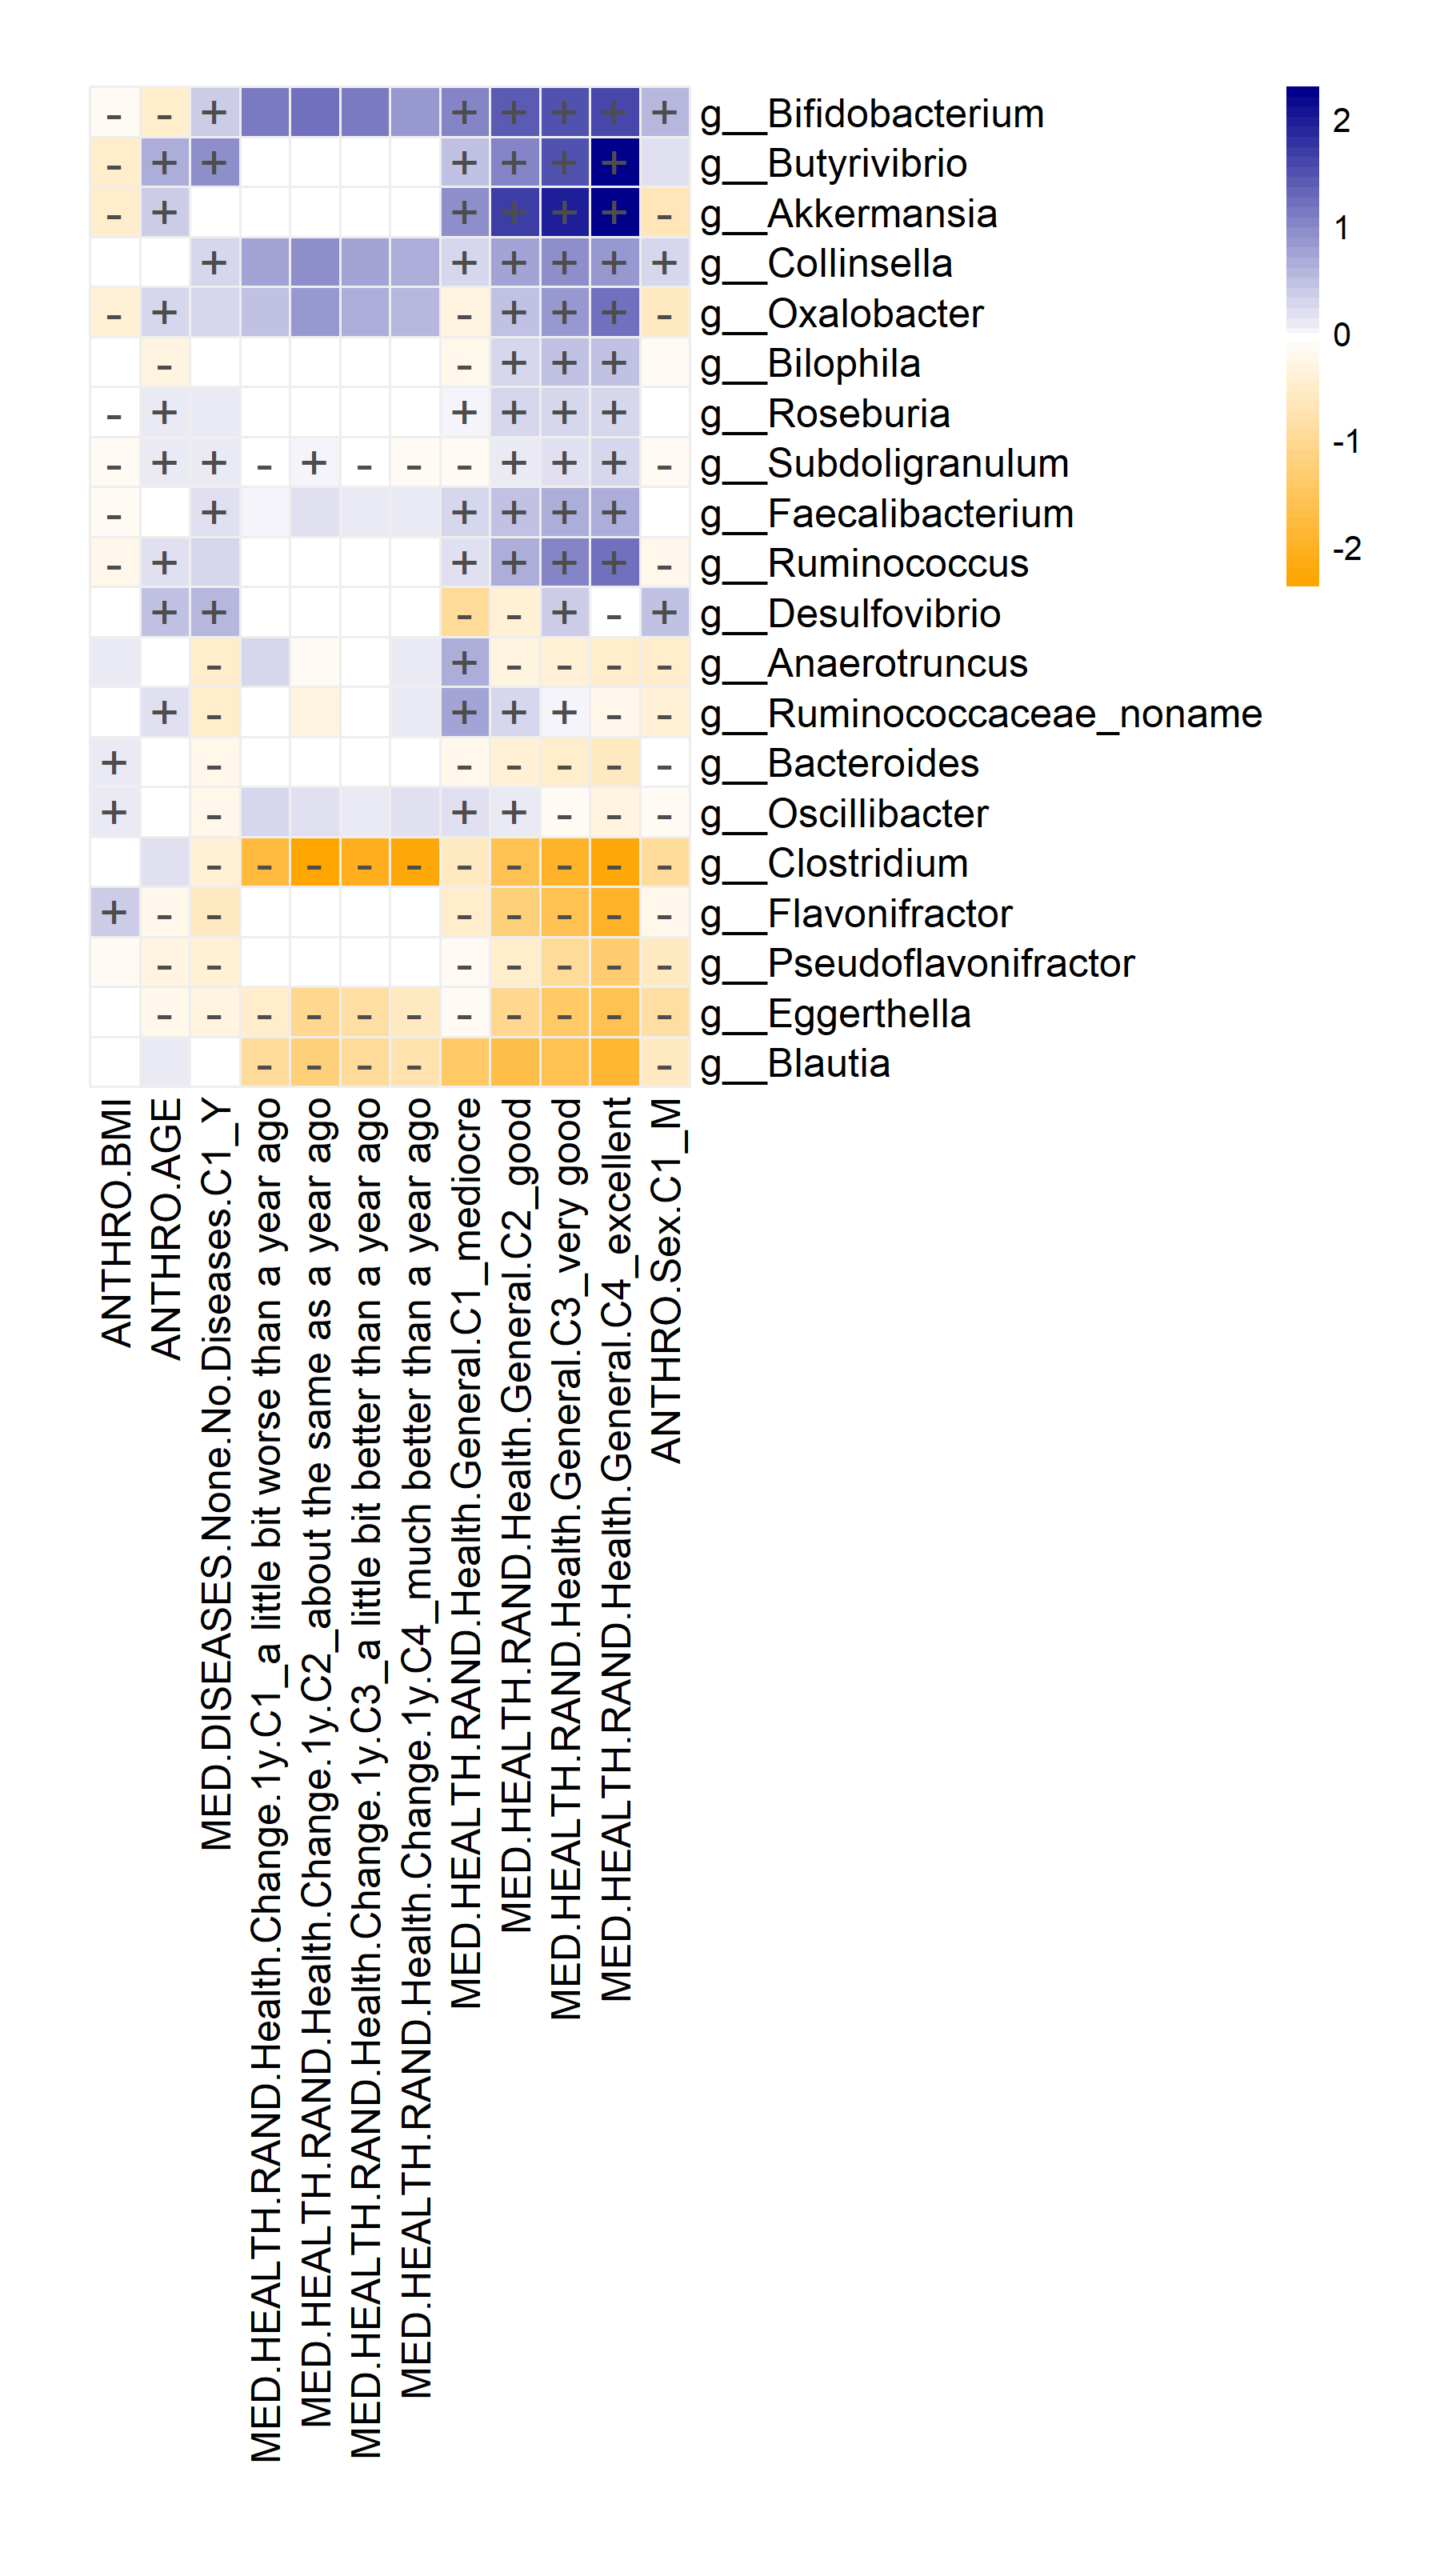 - - + + + + + + g__Bifidobacterium
- + + + + + + g__Butyrivibrio
- + + + + + - g__Akkermansia
+ + + + + + g__Collinsella
- + - + + + - g__Oxalobacter
- - + + + g__Bilophila
- + + + + + g__Roseburia
- + + - + - - - + + + - g__Subdoligranulum
- + + + + + g__Faecalibacterium
- + + + + + - g__Ruminococcus
+ + - - + - + g__Desulfovibrio
- + - - - - g__Anaerotruncus
+ - + + + - - g__Ruminococcaceae_noname
+ - - - - - - g__Bacteroides
+ - + + - - - g__Oscillibacter
- - - - - - - - - - g__Clostridium
+ - - - - - - - g__Flavonifractor
- - - - - - - g__Pseudoflavonifractor
- - - - - - - - - - - g__Eggerthella
- - - - - g__Blautia
2
1
0
-1
-2
ANTHRO.BMI
ANTHRO.AGE
MED.DISEASES.None.No.Diseases.C1_Y
MED.HEALTH.RAND.Health.Change.1y.C1_a little bit worse than a year ago
MED.HEALTH.RAND.Health.Change.1y.C2_about the same as a year ago
MED.HEALTH.RAND.Health.Change.1y.C3_a little bit better than a year ago
MED.HEALTH.RAND.Health.Change.1y.C4_much better than a year ago
MED.HEALTH.RAND.Health.General.C1_mediocre
MED.HEALTH.RAND.Health.General.C2_good
MED.HEALTH.RAND.Health.General.C3_very good
MED.HEALTH.RAND.Health.General.C4_excellent
ANTHRO.Sex.C1_M